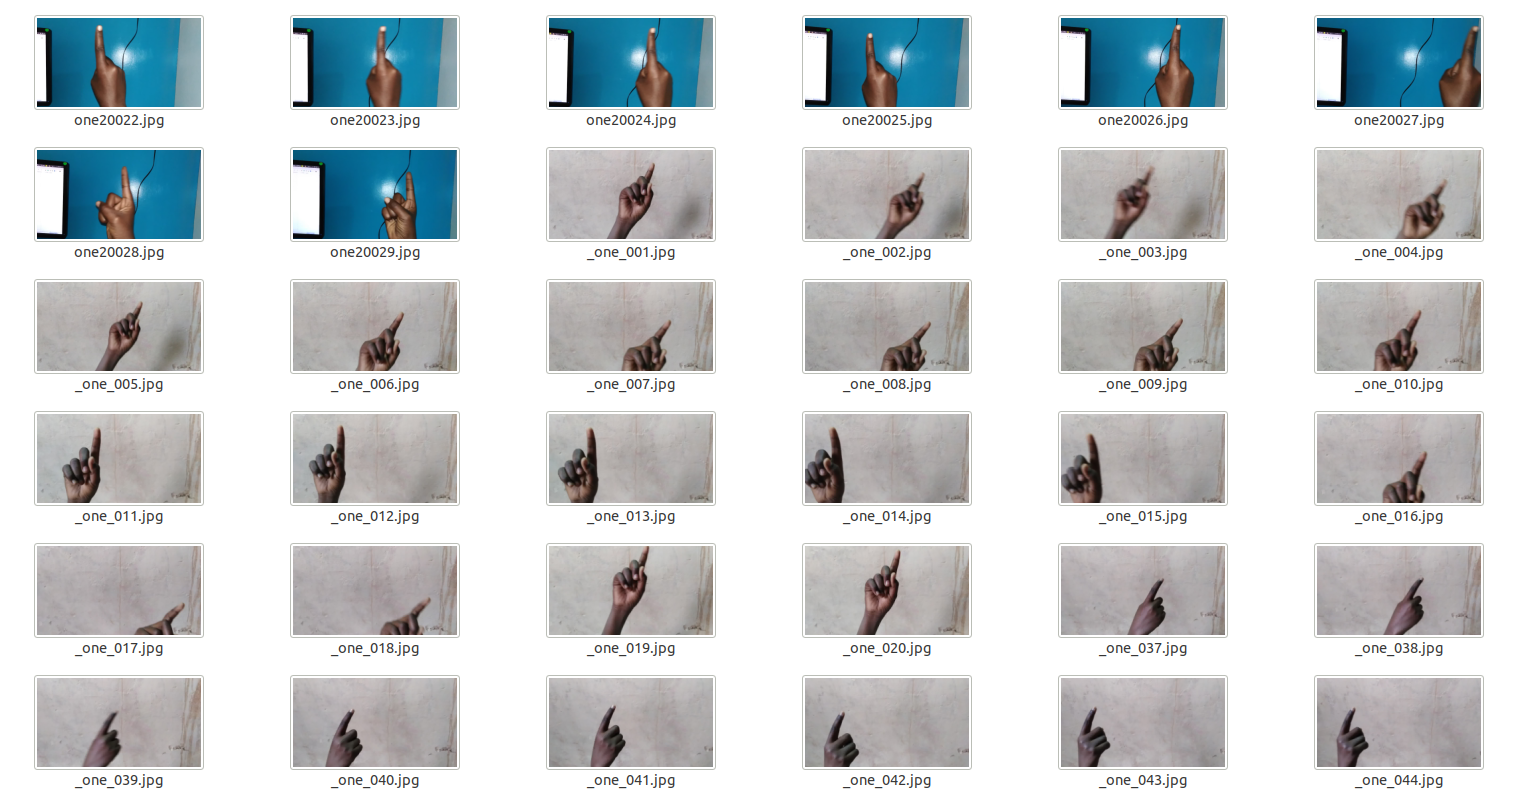 one20022.jpg one20023.jpg one20024.jpg one20025.jpg one20026.jpg one20027.jpg
one20028.jpg one20029.jpg _one_001.jpg _one_002.jpg _one_003.jpg _one_004.jpg
_one_005.jpg _one_006.jpg _one_007.jpg _one_008.jpg _one_009.jpg _one_010.jpg
_one_011.jpg _one_012.jpg _one_013.jpg _one_014.jpg _one_015.jpg _one_016.jpg
_one_017.jpg _one_018.jpg _one_019.jpg _one_020.jpg _one_037.jpg _one_038.jpg
_one_039.jpg _one_040.jpg _one_041.jpg _one_042.jpg _one_043.jpg _one_044.jpg